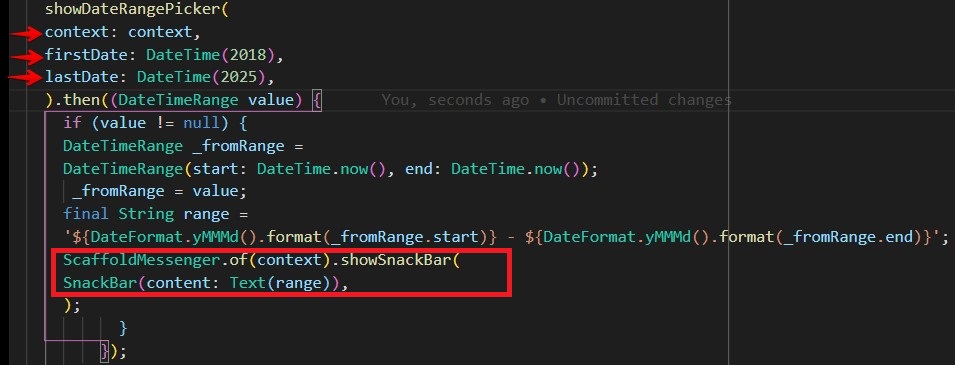 showDateRangePicker(
context: context,
firstDate: DateTime(2018),
lastDate: DateTime(2025),
).then((DateTimeRange value) {     You, seconds ago • Uncommitted changes
if (value != null) {
DateTimeRange _fromRange =
DateTimeRange(start: DateTime.now(), end: DateTime.now());
_fromRange = value;
final String range =
'${DateFormat.yMMMd().format(_fromRange.start)} - ${DateFormat.yMMMd().format(_fromRange.end)}';
ScaffoldMessenger.of(context).showSnackBar(
SnackBar(content: Text(range)),
);
}
});